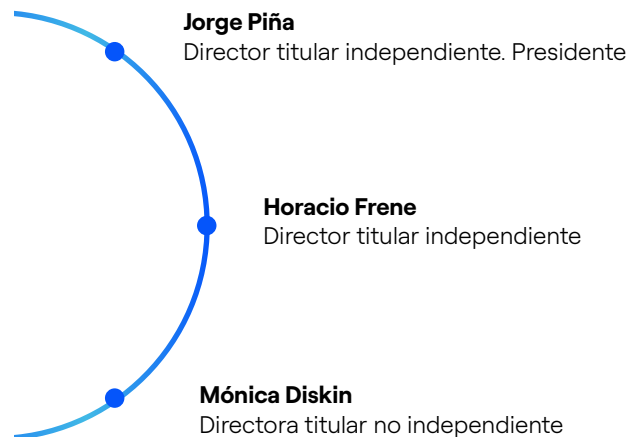 Jorge Piña
Director titular independiente. Presidente
Horacio Frene
Director titular independiente
Mónica Diskin
Directora titular no independiente